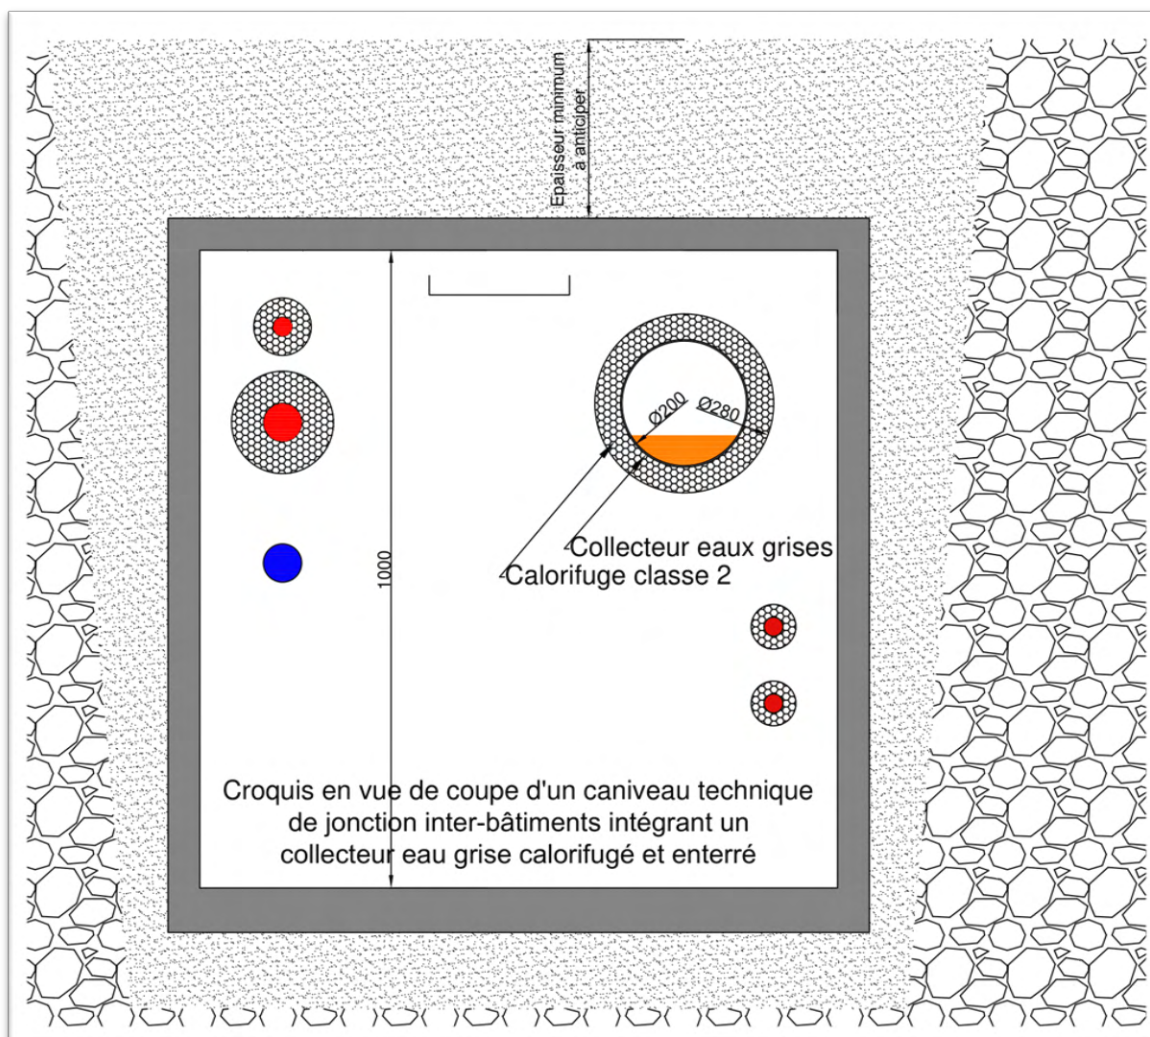 Epaisseur minimum
à anticiper
Ø200
Ø280
Collecteur eaux grises
Calorifuge classe 2
1000
Croquis en vue de coupe d'un caniveau technique
de jonction inter-bâtiments intégrant un
collecteur eau grise calorifugé et enterré